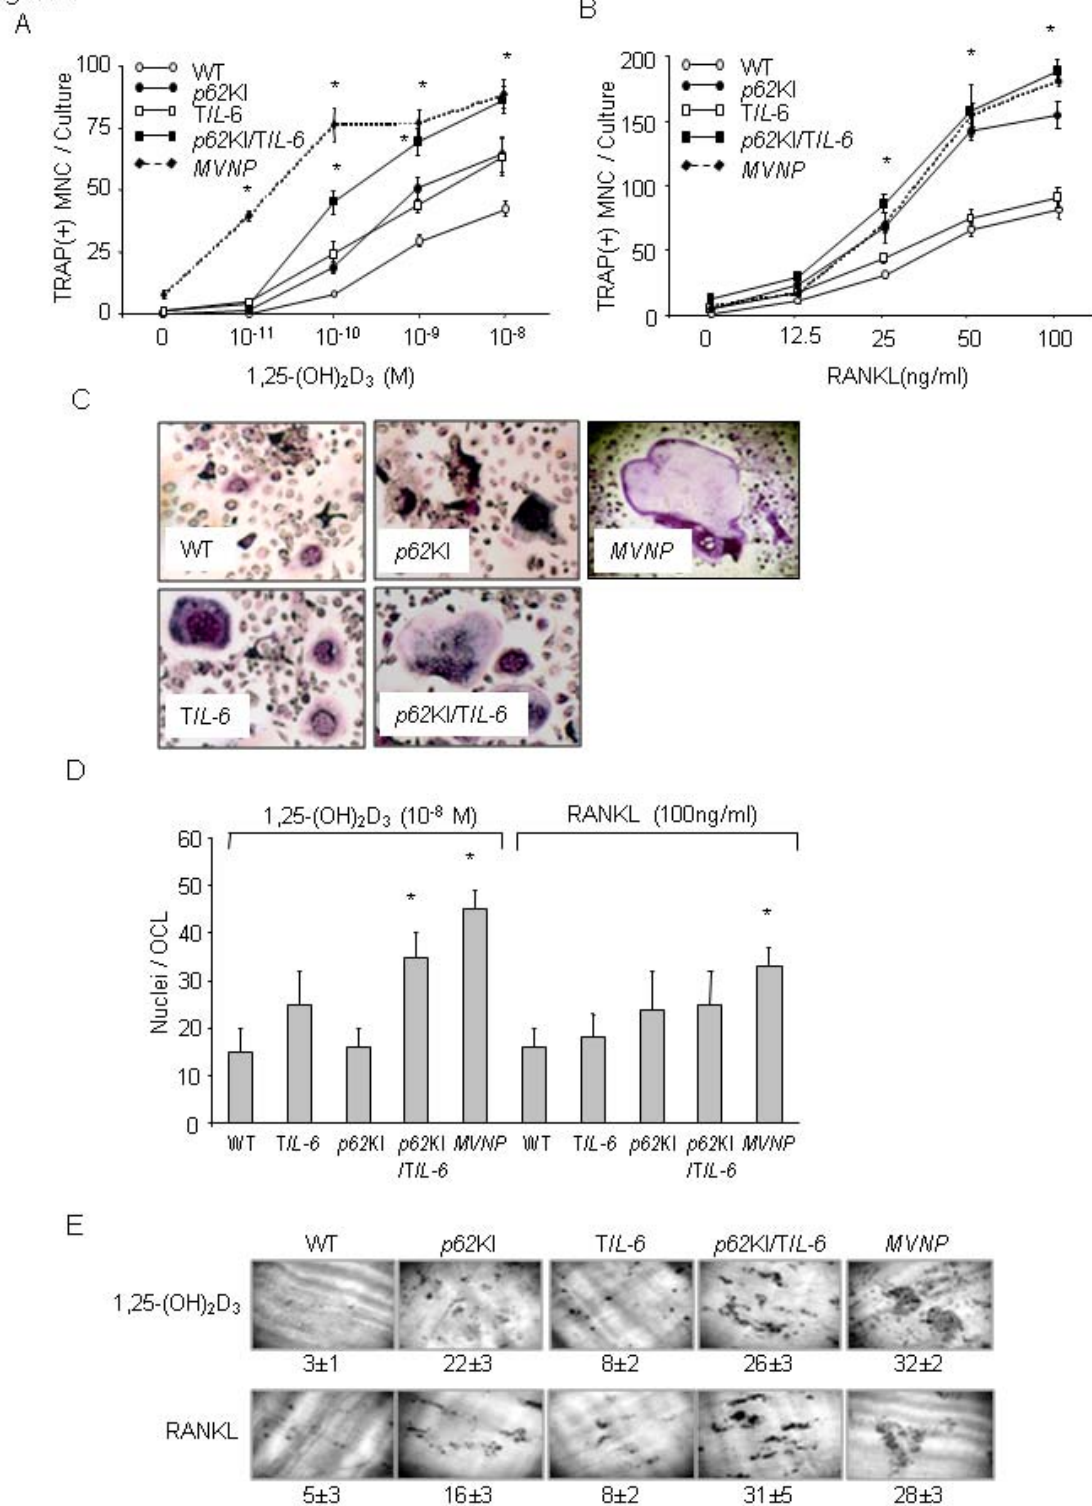 A
B
100
75
50
25
0
TRAP(+) MNC / Culture
WT
p62KI
TIL-6
p62KI/TIL-6
MVNP
* * * * * * *
0 10-11 10-10 10-9 10-8
1,25-(OH)2D3 (M)
200
150
100
50
0
TRAP(+) MNC / Culture
WT
p62KI
TIL-6
p62KI/TIL-6
MVNP
* * *
0 12.5 25 50 100
RANKL(ng/ml)
C
WT
p62KI
MVNP
TIL-6
p62KI/TIL-6
D
1,25-(OH)2D3 (10-8 M) RANKL (100ng/ml)
60
50
40
30
20
10
0
Nuclei / OCL
* * *
WT TIL-6 p62KI p62KI MVNP WT TIL-6 p62KI p62KI MVNP
/TIL-6 /TIL-6
E
WT p62KI TIL-6 p62KI/TIL-6 MVNP
1,25-(OH)2D3
3±1 22±3 8±2 26±3 32±2
RANKL
5±3 16±3 8±2 31±5 28±3